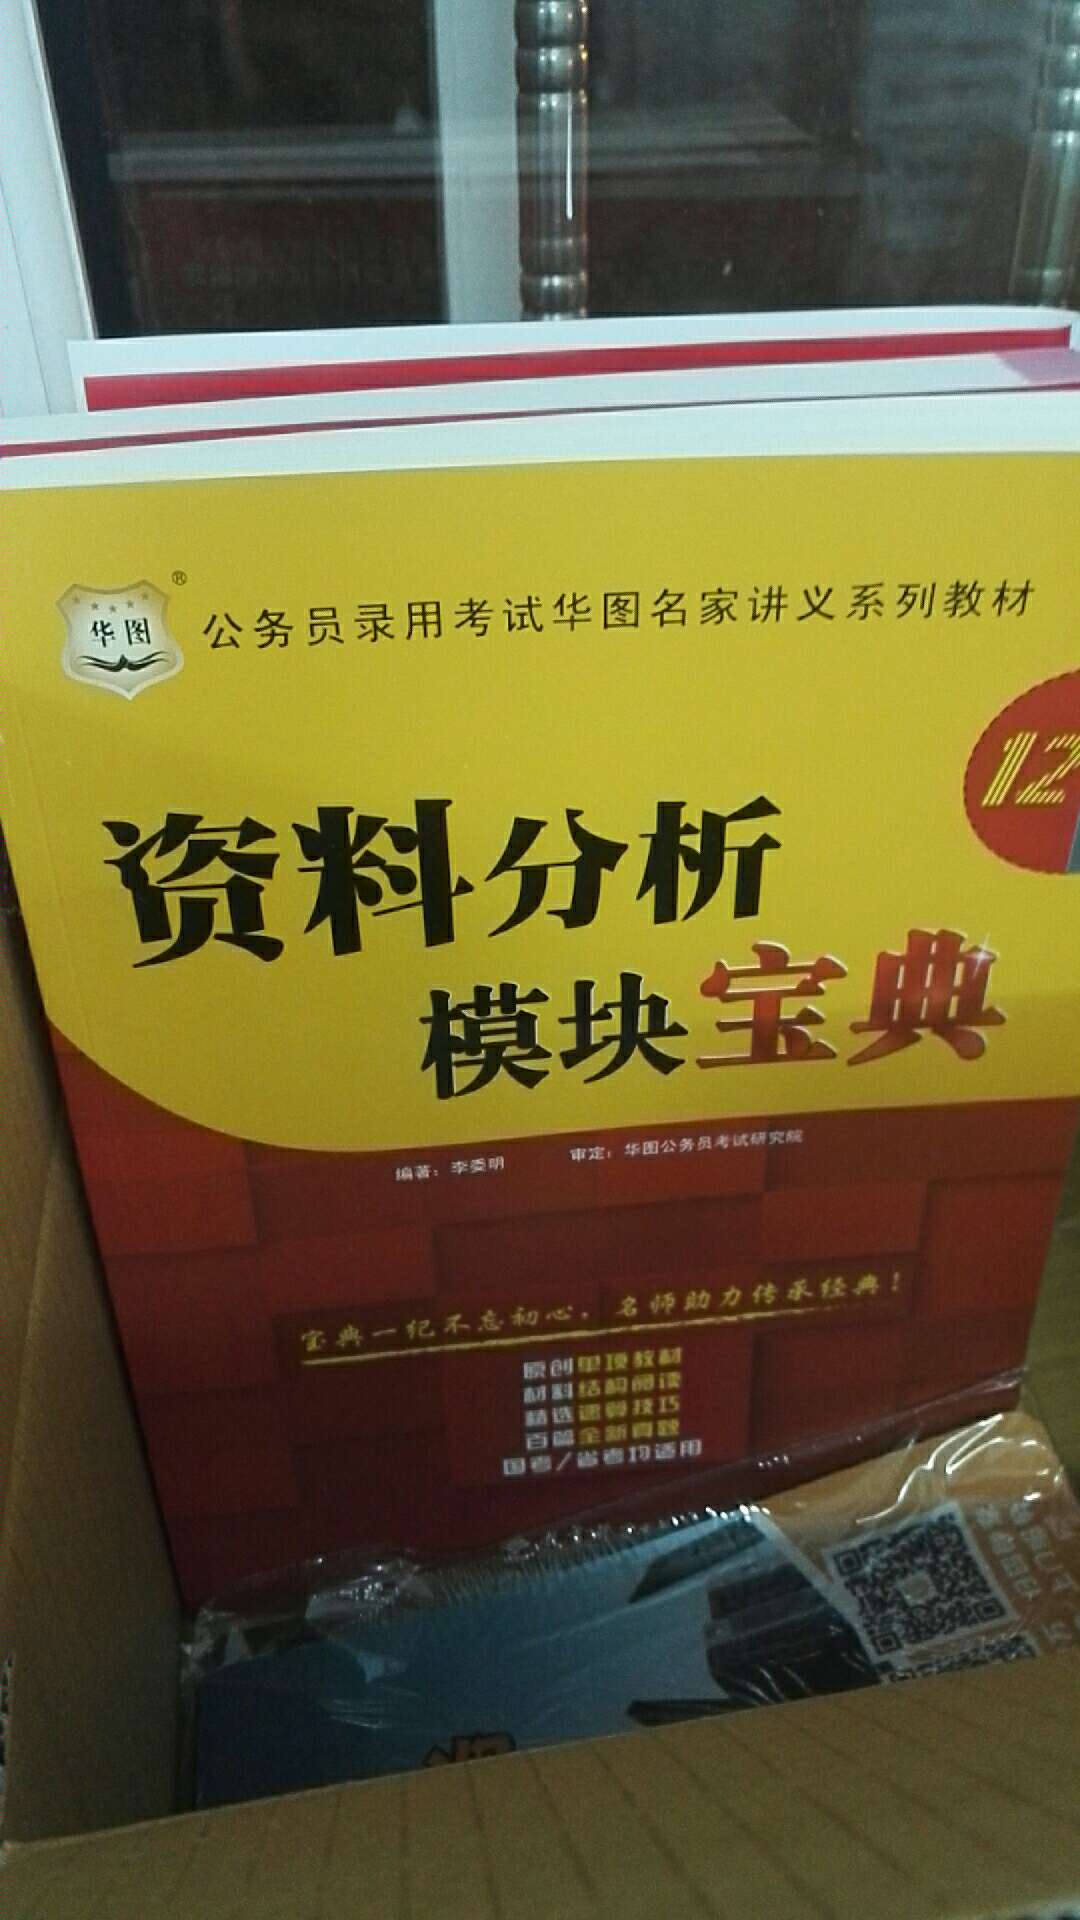 华图
®
公务员录用考试华图名家讲义系列教材
12
资料分析
模块宝典
编著：李委明 审定：华图公务员考试研究院
宝典一纪不忘初心，名师助力传承经典！
原创单项教材
材料结构阅读
精选速算技巧
百篇全新真题
国考/省考均适用